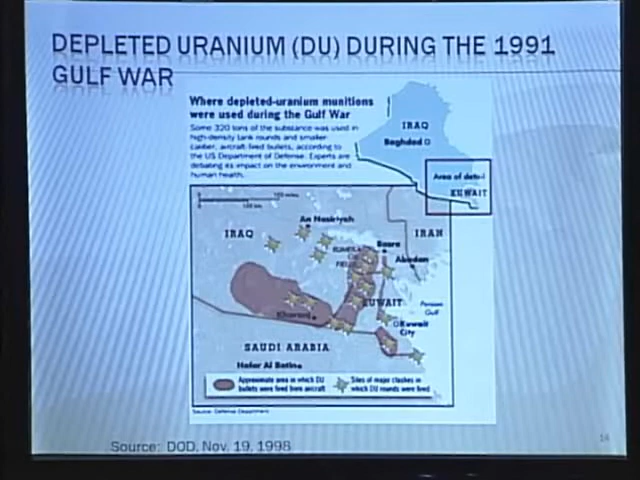 DEPLETED URANIUM (DU) DURING THE 1991
GULF WAR
Where depleted-uranium munitions
were used during the Gulf War
Some 320 tons of the substance was used in
high-density tank rounds and smaller-
caliber, aircraft-fired bullets, according to
the US Department of Defense. Experts are
debating its impact on the environment and
human health.
IRAQ
Baghdad
Area of detail
KUWAIT
An Nasiriyah
IRAQ
IRAN
Basra
Abadan
KUWAIT
Persian
Gulf
Kuwait
City
SAUDI ARABIA
Hafar Al Batin
Approximate area in which DU
bullets were fired from aircraft
Sites of major clashes in
which DU rounds were fired
Source: Defense Department
Source: DOD, Nov. 19, 1998